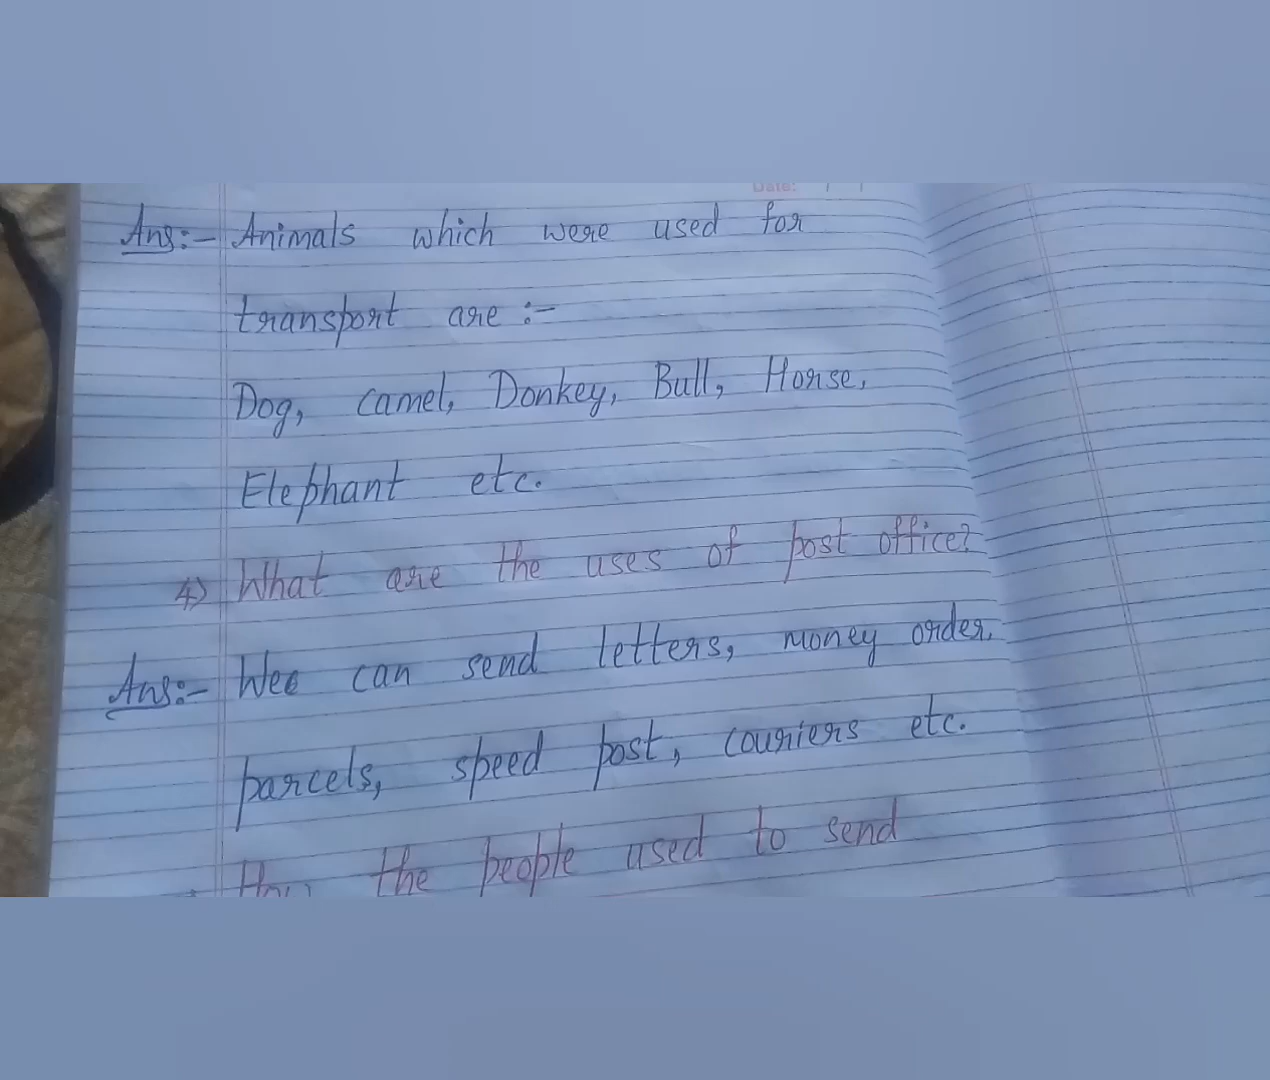 Date: / /
Ans:- Animals which were used for
transport are :-
Dog, camel, Donkey, Bull, Horse,
Elephant etc.
4) What are the uses of post office?
Ans:- Wee can send letters, money order,
parcels, speed post, couriers etc.
the people used to send